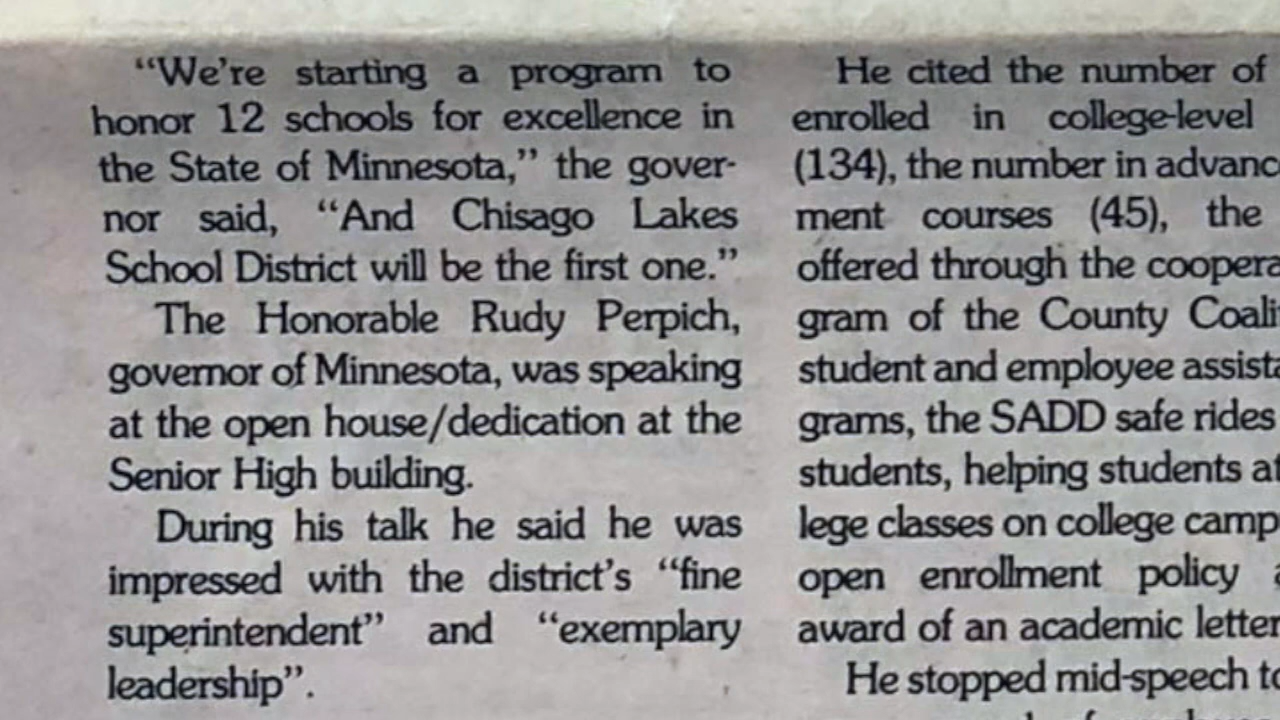 “We’re starting a program to
honor 12 schools for excellence in
the State of Minnesota,” the gover-
nor said, “And Chisago Lakes
School District will be the first one.”
The Honorable Rudy Perpich,
governor of Minnesota, was speaking
at the open house/dedication at the
Senior High building.
During his talk he said he was
impressed with the district’s “fine
superintendent” and “exemplary
leadership”.
He cited the number of
enrolled in college-level
(134), the number in advanc
ment courses (45), the
offered through the coopera
gram of the County Coali
student and employee assista
grams, the SADD safe rides
students, helping students at
lege classes on college camp
open enrollment policy
award of an academic letter
He stopped mid-speech to